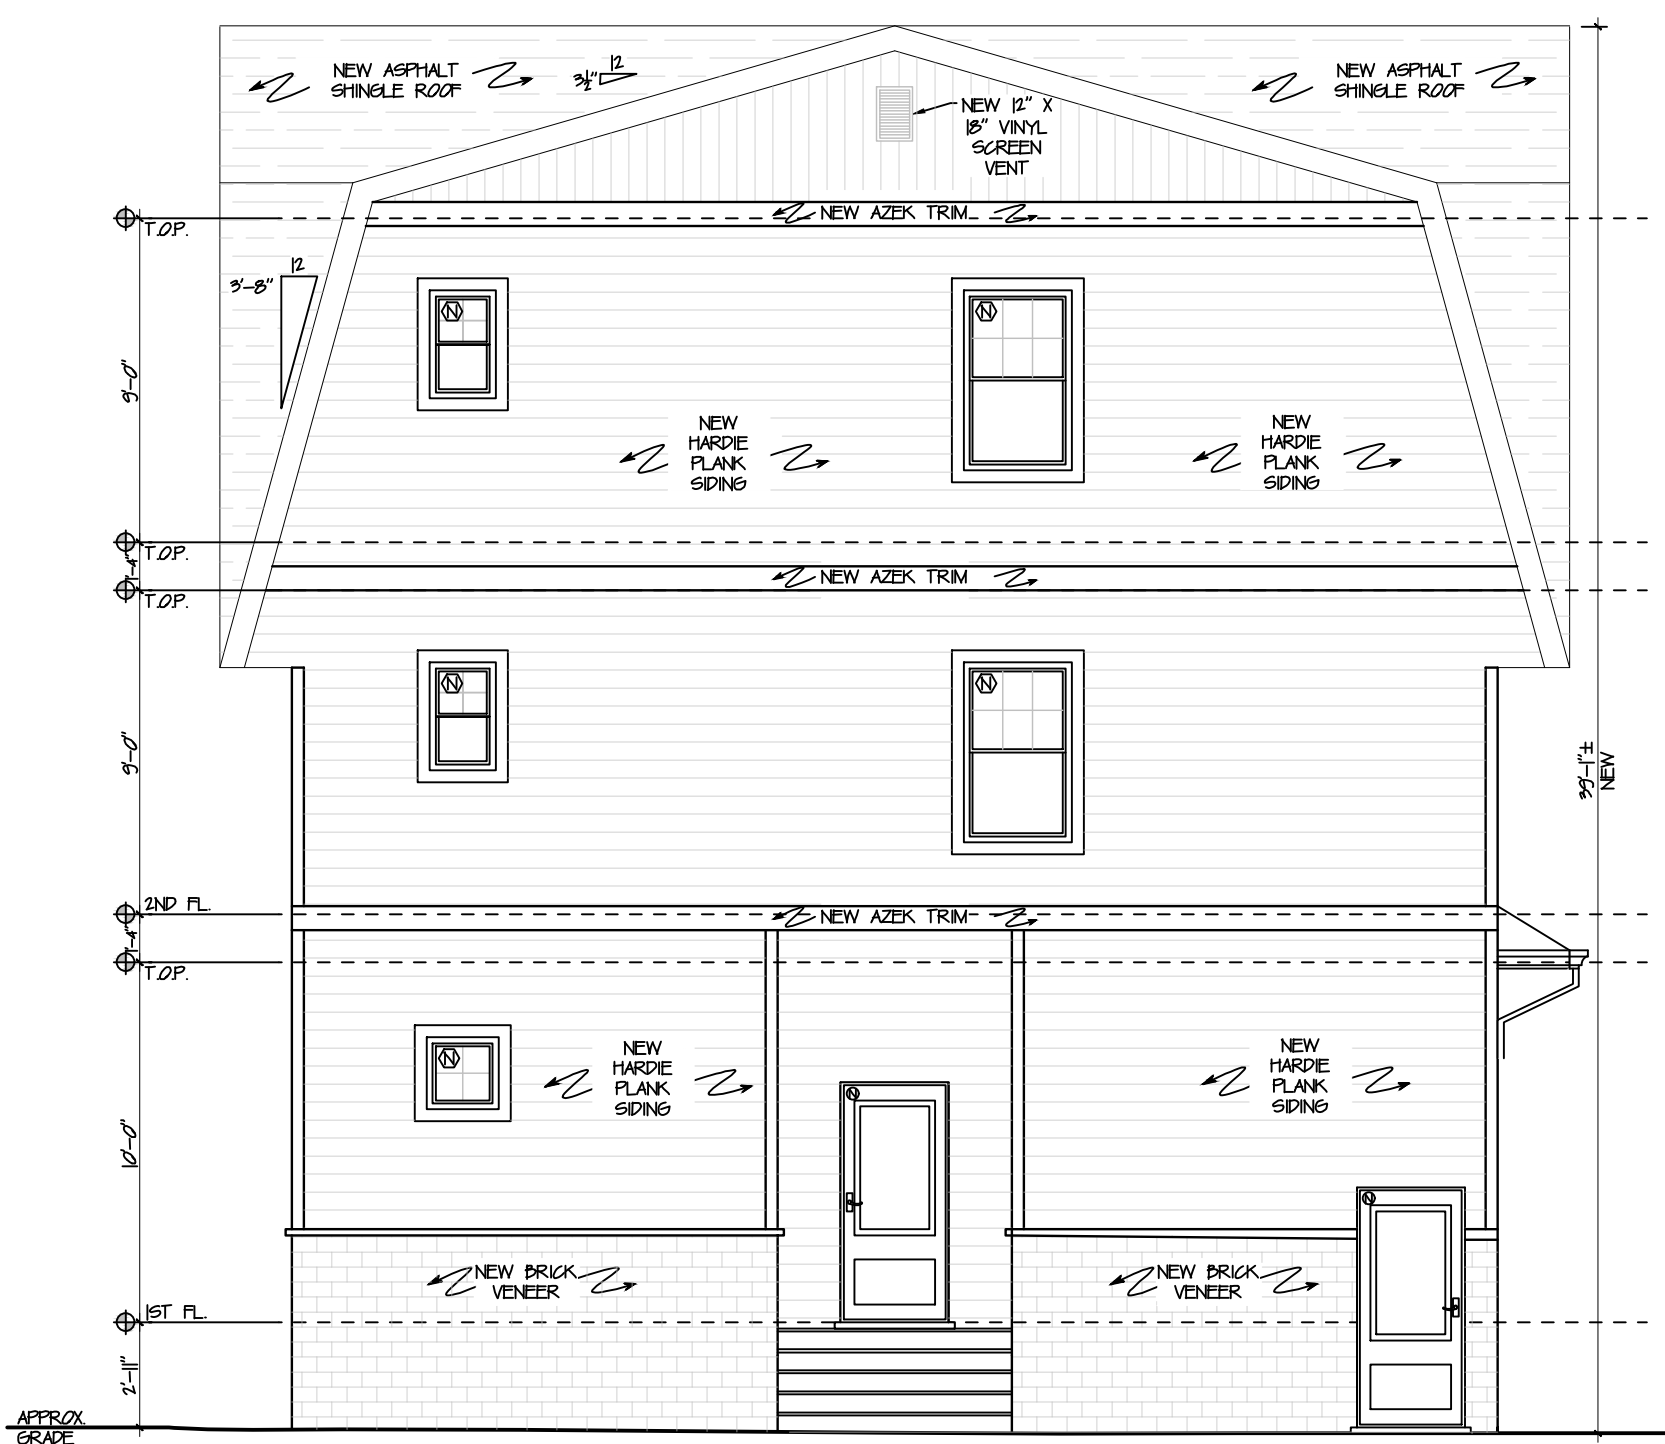 NEW ASPHALT
SHINGLE ROOF
12
3½"
NEW ASPHALT
SHINGLE ROOF
NEW 12" X
18" VINYL
SCREEN
VENT
T.O.P.
NEW AZEK TRIM
12
3'-8"
N
N
9'-0"
NEW
HARDIE
PLANK
SIDING
NEW
HARDIE
PLANK
SIDING
T.O.P.
1'-4"
NEW AZEK TRIM
T.O.P.
N
N
9'-0"
39'-1"±
NEW
2ND FL.
NEW AZEK TRIM
1'-4"
T.O.P.
N
NEW
HARDIE
PLANK
SIDING
NEW
HARDIE
PLANK
SIDING
N
10'-0"
N
NEW BRICK
VENEER
NEW BRICK
VENEER
1ST FL.
2'-11"
APPROX.
GRADE